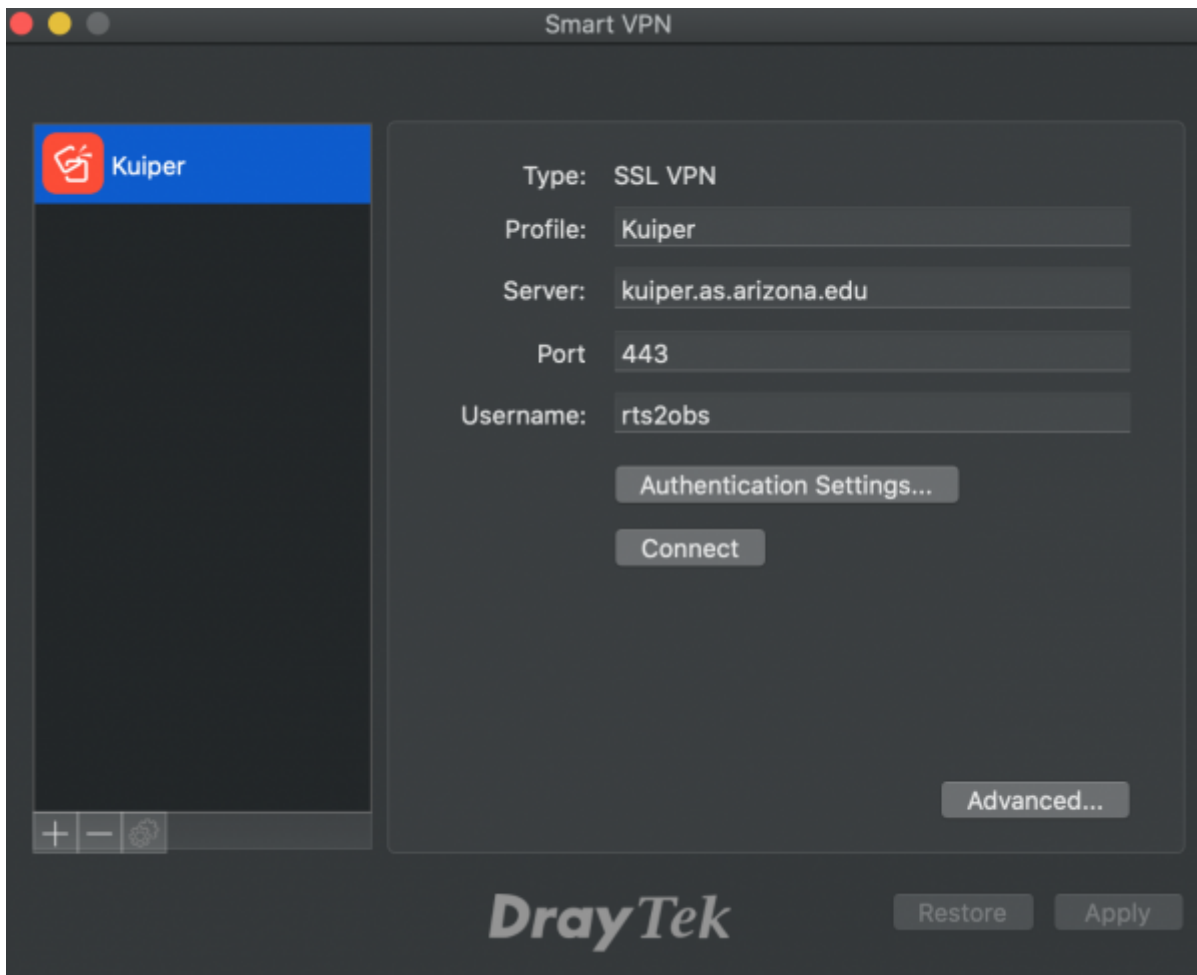 Smart VPN
Kuiper
Type: SSL VPN
Profile: Kuiper
Server: kuiper.as.arizona.edu
Port 443
Username: rts2obs
Authentication Settings...
Connect
Advanced...
DrayTek
Restore
Apply